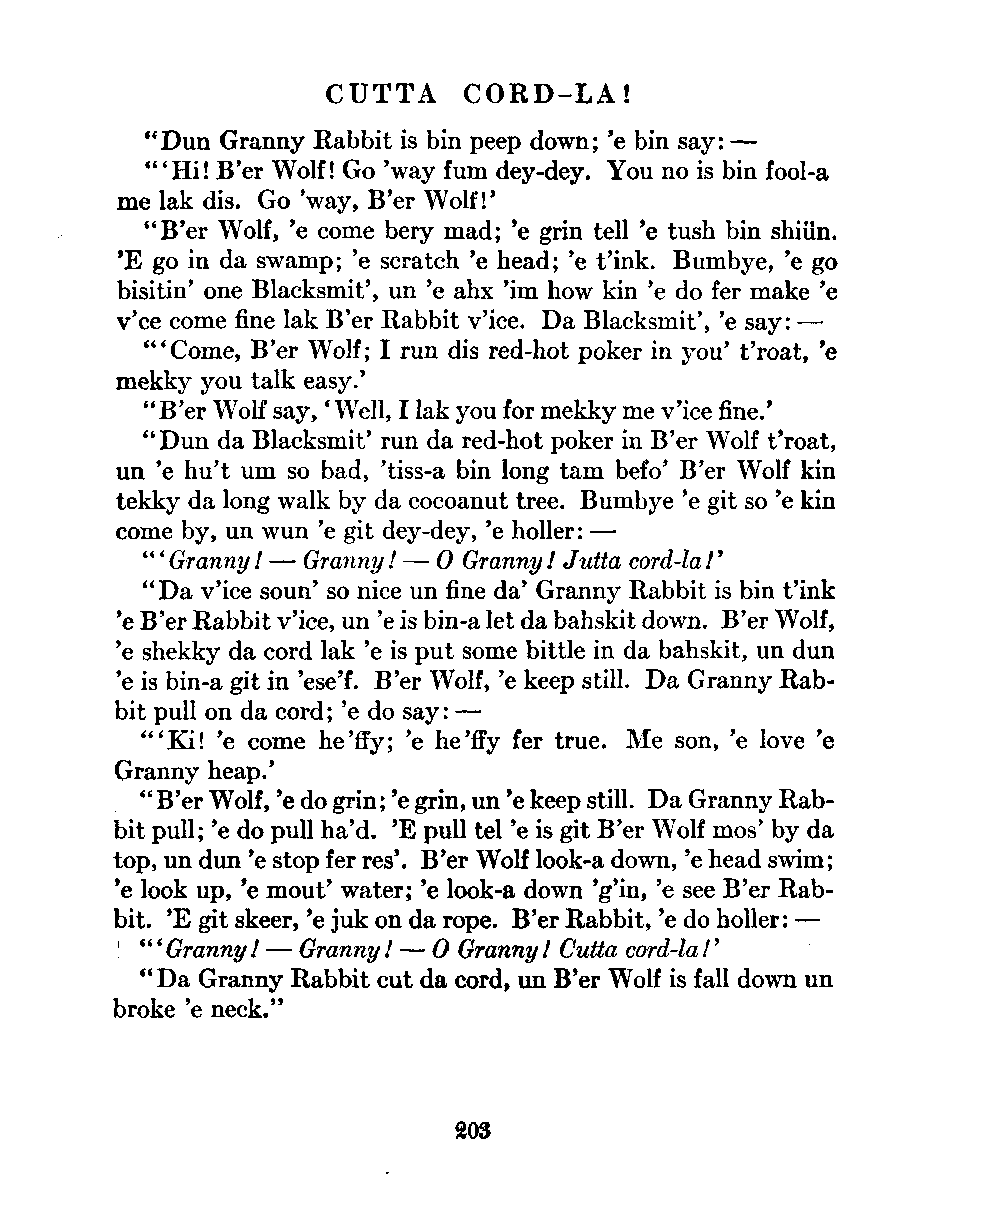 CUTTA CORD-LA!
“Dun Granny Rabbit is bin peep down; ’e bin say: —
“‘Hi! B’er Wolf! Go ’way fum dey-dey. You no is bin fool-a
me lak dis. Go ’way, B’er Wolf!’
“B’er Wolf, ’e come bery mad; ’e grin tell ’e tush bin shiün.
’E go in da swamp; ’e scratch ’e head; ’e t’ink. Bumbye, ’e go
bisitin’ one Blacksmit’, un ’e ahx ’im how kin ’e do fer make ’e
v’ce come fine lak B’er Rabbit v’ice. Da Blacksmit’, ’e say: —
“‘Come, B’er Wolf; I run dis red-hot poker in you’ t’roat, ’e
mekky you talk easy.’
“B’er Wolf say, ‘Well, I lak you for mekky me v’ice fine.’
“Dun da Blacksmit’ run da red-hot poker in B’er Wolf t’roat,
un ’e hu’t um so bad, ’tiss-a bin long tam befo’ B’er Wolf kin
tekky da long walk by da cocoanut tree. Bumbye ’e git so ’e kin
come by, un wun ’e git dey-dey, ’e holler: —
“‘Granny! — Granny! — O Granny! Jutta cord-la!’
“Da v’ice soun’ so nice un fine da’ Granny Rabbit is bin t’ink
’e B’er Rabbit v’ice, un ’e is bin-a let da bahskit down. B’er Wolf,
’e shekky da cord lak ’e is put some bittle in da bahskit, un dun
’e is bin-a git in ’ese’f. B’er Wolf, ’e keep still. Da Granny Rab-
bit pull on da cord; ’e do say: —
“‘Ki! ’e come he’ffy; ’e he’ffy fer true. Me son, ’e love ’e
Granny heap.’
“B’er Wolf, ’e do grin; ’e grin, un ’e keep still. Da Granny Rab-
bit pull; ’e do pull ha’d. ’E pull tel ’e is git B’er Wolf mos’ by da
top, un dun ’e stop fer res’. B’er Wolf look-a down, ’e head swim;
’e look up, ’e mout’ water; ’e look-a down ’g’in, ’e see B’er Rab-
bit. ’E git skeer, ’e juk on da rope. B’er Rabbit, ’e do holler: —
“‘Granny! — Granny! — O Granny! Cutta cord-la!’
“Da Granny Rabbit cut da cord, un B’er Wolf is fall down un
broke ’e neck.”
203